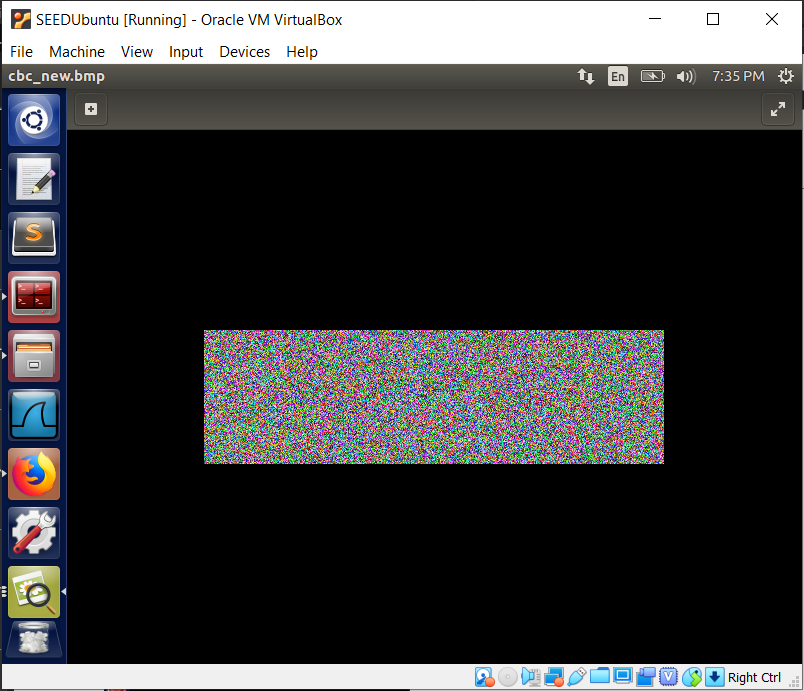 SEEDUbuntu [Running] - Oracle VM VirtualBox
File Machine View Input Devices Help
cbc_new.bmp En 7:35 PM
S
Right Ctrl